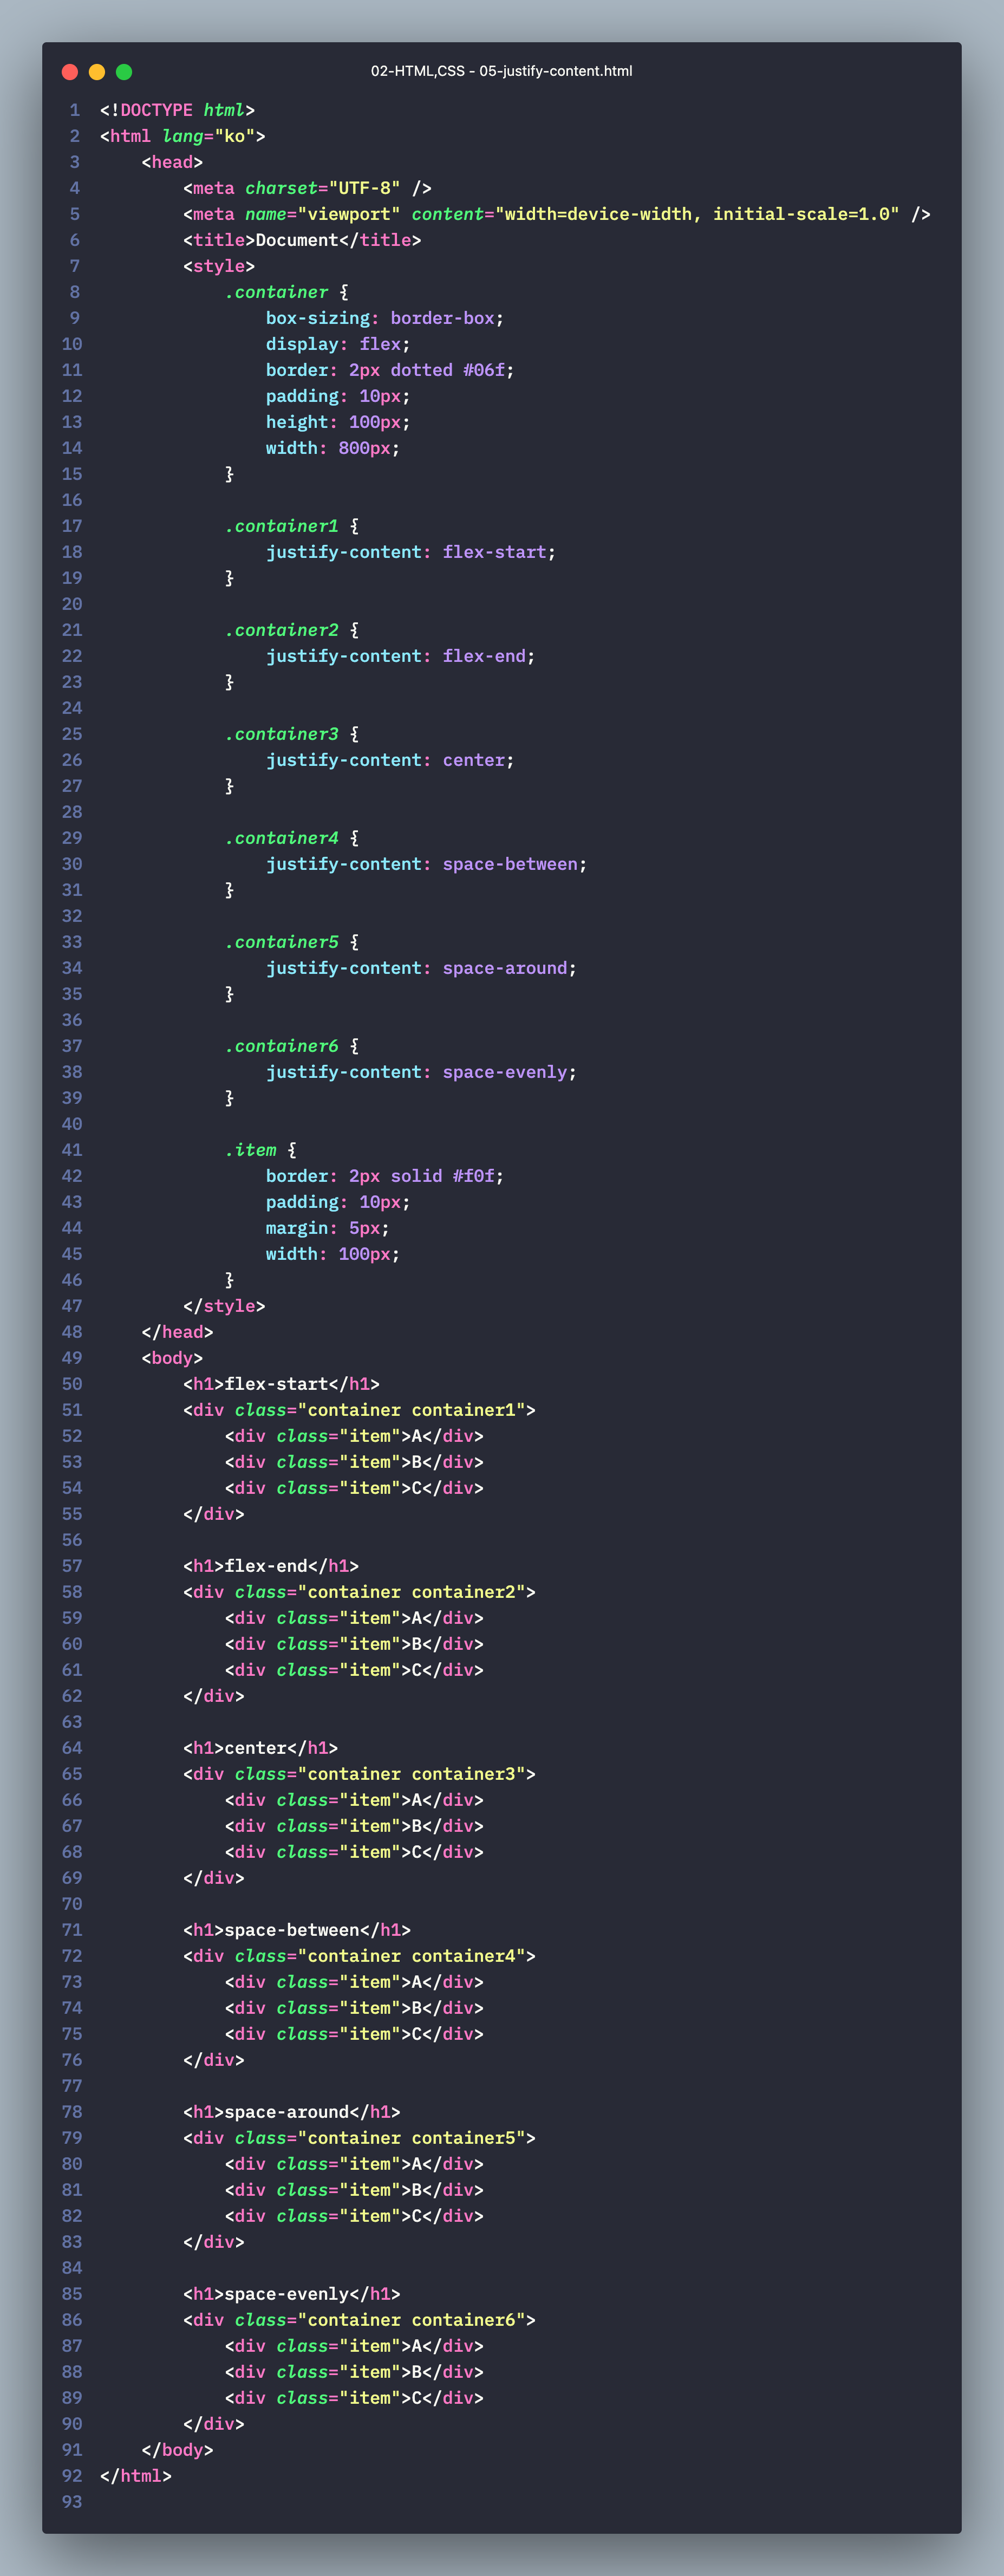 02-HTML,CSS - 05-justify-content.html
1 <!DOCTYPE html>
2 <html lang="ko">
3     <head>
4         <meta charset="UTF-8" />
5         <meta name="viewport" content="width=device-width, initial-scale=1.0" />
6         <title>Document</title>
7         <style>
8             .container {
9                 box-sizing: border-box;
10                 display: flex;
11                 border: 2px dotted #06f;
12                 padding: 10px;
13                 height: 100px;
14                 width: 800px;
15             }
16
17             .container1 {
18                 justify-content: flex-start;
19             }
20
21             .container2 {
22                 justify-content: flex-end;
23             }
24
25             .container3 {
26                 justify-content: center;
27             }
28
29             .container4 {
30                 justify-content: space-between;
31             }
32
33             .container5 {
34                 justify-content: space-around;
35             }
36
37             .container6 {
38                 justify-content: space-evenly;
39             }
40
41             .item {
42                 border: 2px solid #f0f;
43                 padding: 10px;
44                 margin: 5px;
45                 width: 100px;
46             }
47         </style>
48     </head>
49     <body>
50         <h1>flex-start</h1>
51         <div class="container container1">
52             <div class="item">A</div>
53             <div class="item">B</div>
54             <div class="item">C</div>
55         </div>
56
57         <h1>flex-end</h1>
58         <div class="container container2">
59             <div class="item">A</div>
60             <div class="item">B</div>
61             <div class="item">C</div>
62         </div>
63
64         <h1>center</h1>
65         <div class="container container3">
66             <div class="item">A</div>
67             <div class="item">B</div>
68             <div class="item">C</div>
69         </div>
70
71         <h1>space-between</h1>
72         <div class="container container4">
73             <div class="item">A</div>
74             <div class="item">B</div>
75             <div class="item">C</div>
76         </div>
77
78         <h1>space-around</h1>
79         <div class="container container5">
80             <div class="item">A</div>
81             <div class="item">B</div>
82             <div class="item">C</div>
83         </div>
84
85         <h1>space-evenly</h1>
86         <div class="container container6">
87             <div class="item">A</div>
88             <div class="item">B</div>
89             <div class="item">C</div>
90         </div>
91     </body>
92 </html>
93